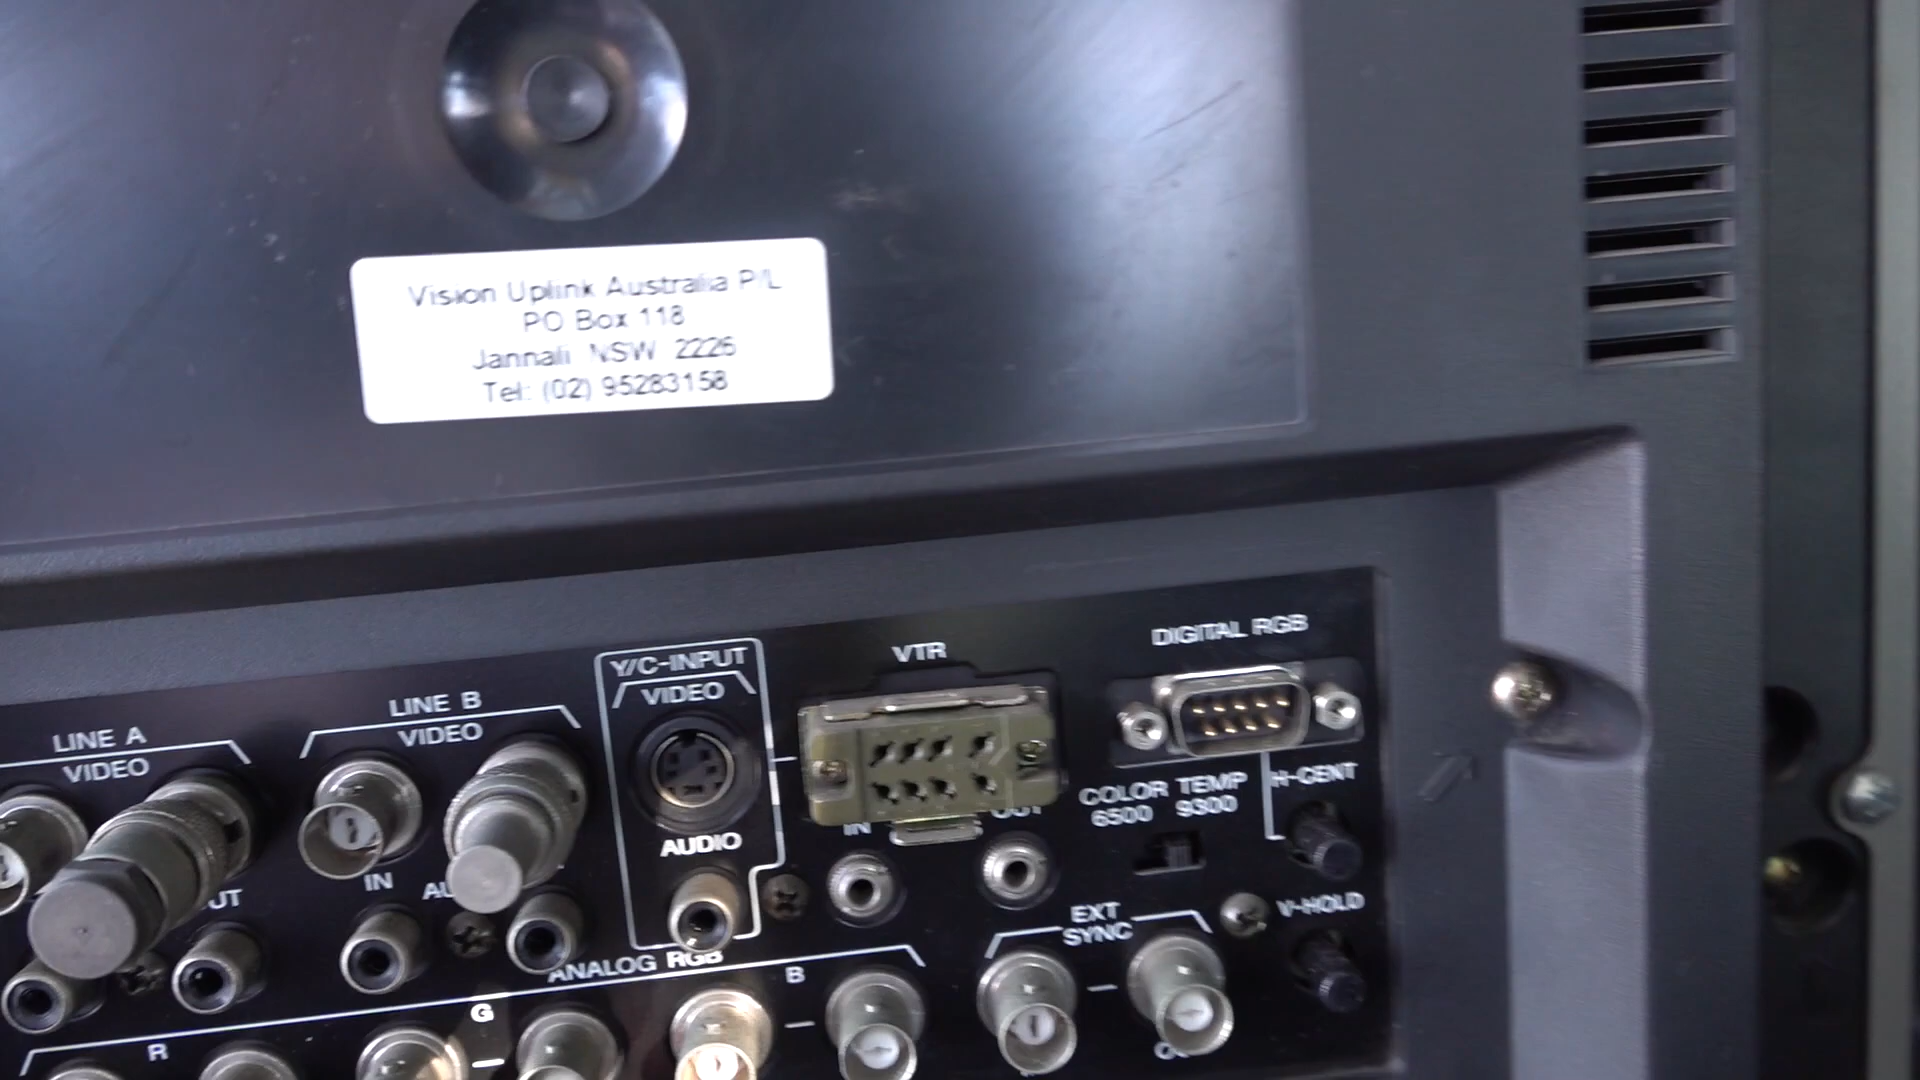 Vision Uplink Australia P/L
PO Box 118
Jannali NSW 2226
Tel: (02) 95283158
LINE A
VIDEO
LINE B
VIDEO
IN
Y/C-INPUT
VIDEO
AUDIO
VTR
IN
OUT
DIGITAL RGB
COLOR TEMP
6500 9300
H-CENT
V-HOLD
EXT
SYNC
ANALOG RGB
R
G
B